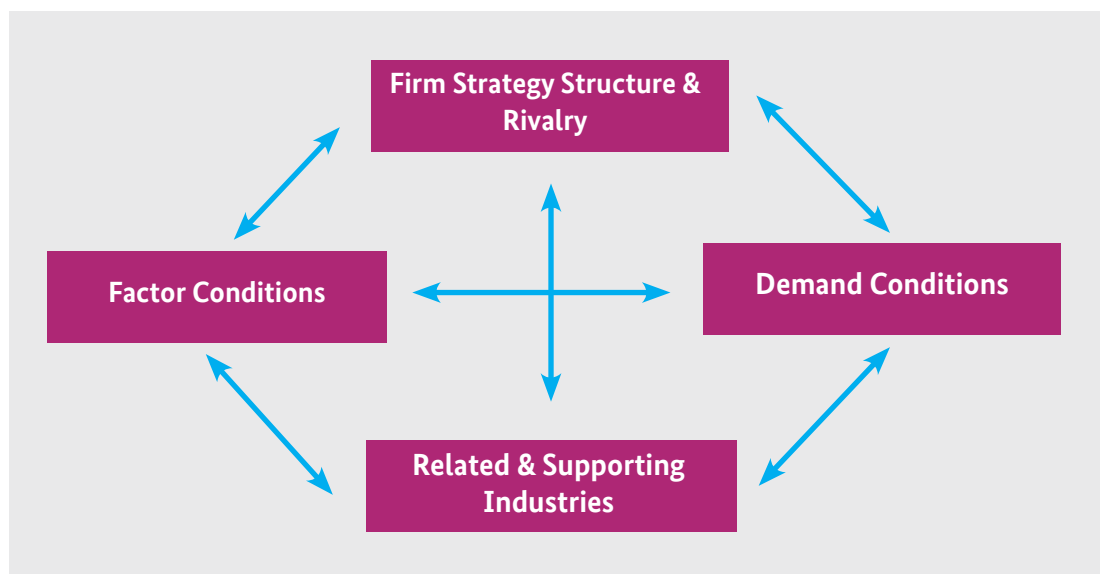 Firm Strategy Structure &
Rivalry
Factor Conditions
Demand Conditions
Related & Supporting
Industries